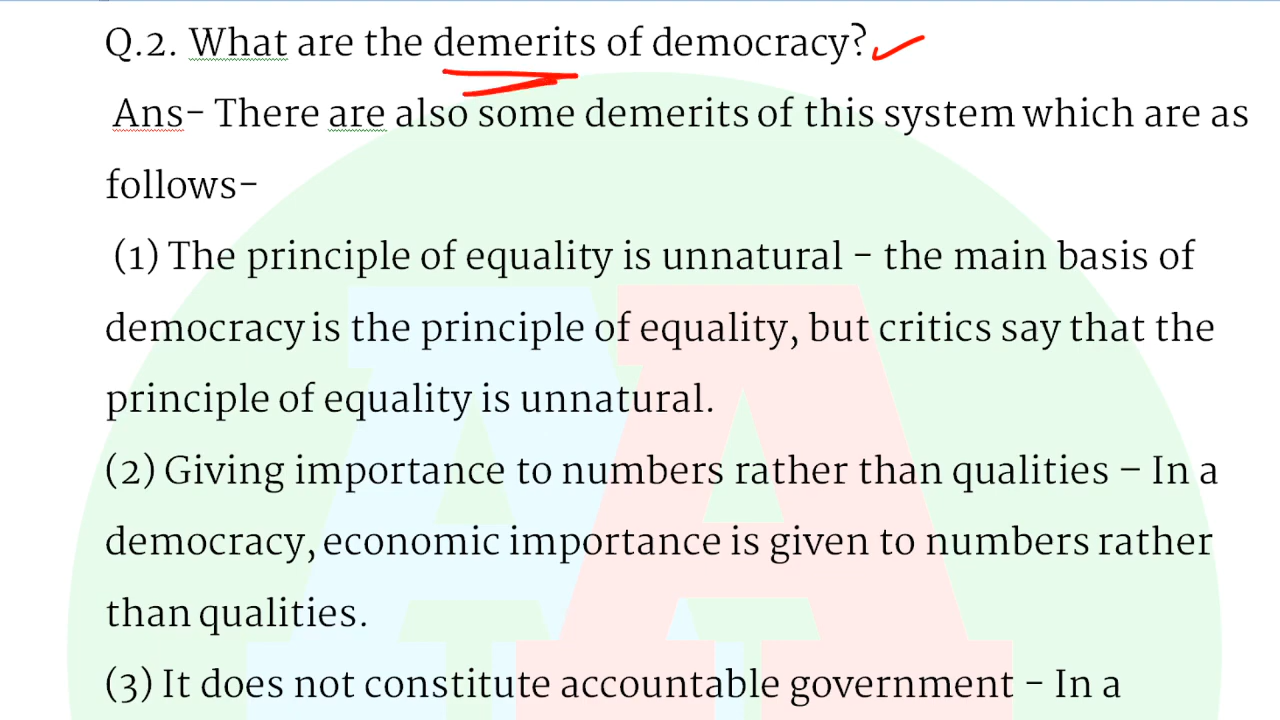 Q.2. What are the demerits of democracy?
Ans- There are also some demerits of this system which are as
follows-
(1) The principle of equality is unnatural - the main basis of
democracy is the principle of equality, but critics say that the
principle of equality is unnatural.
(2) Giving importance to numbers rather than qualities – In a
democracy, economic importance is given to numbers rather
than qualities.
(3) It does not constitute accountable government - In a